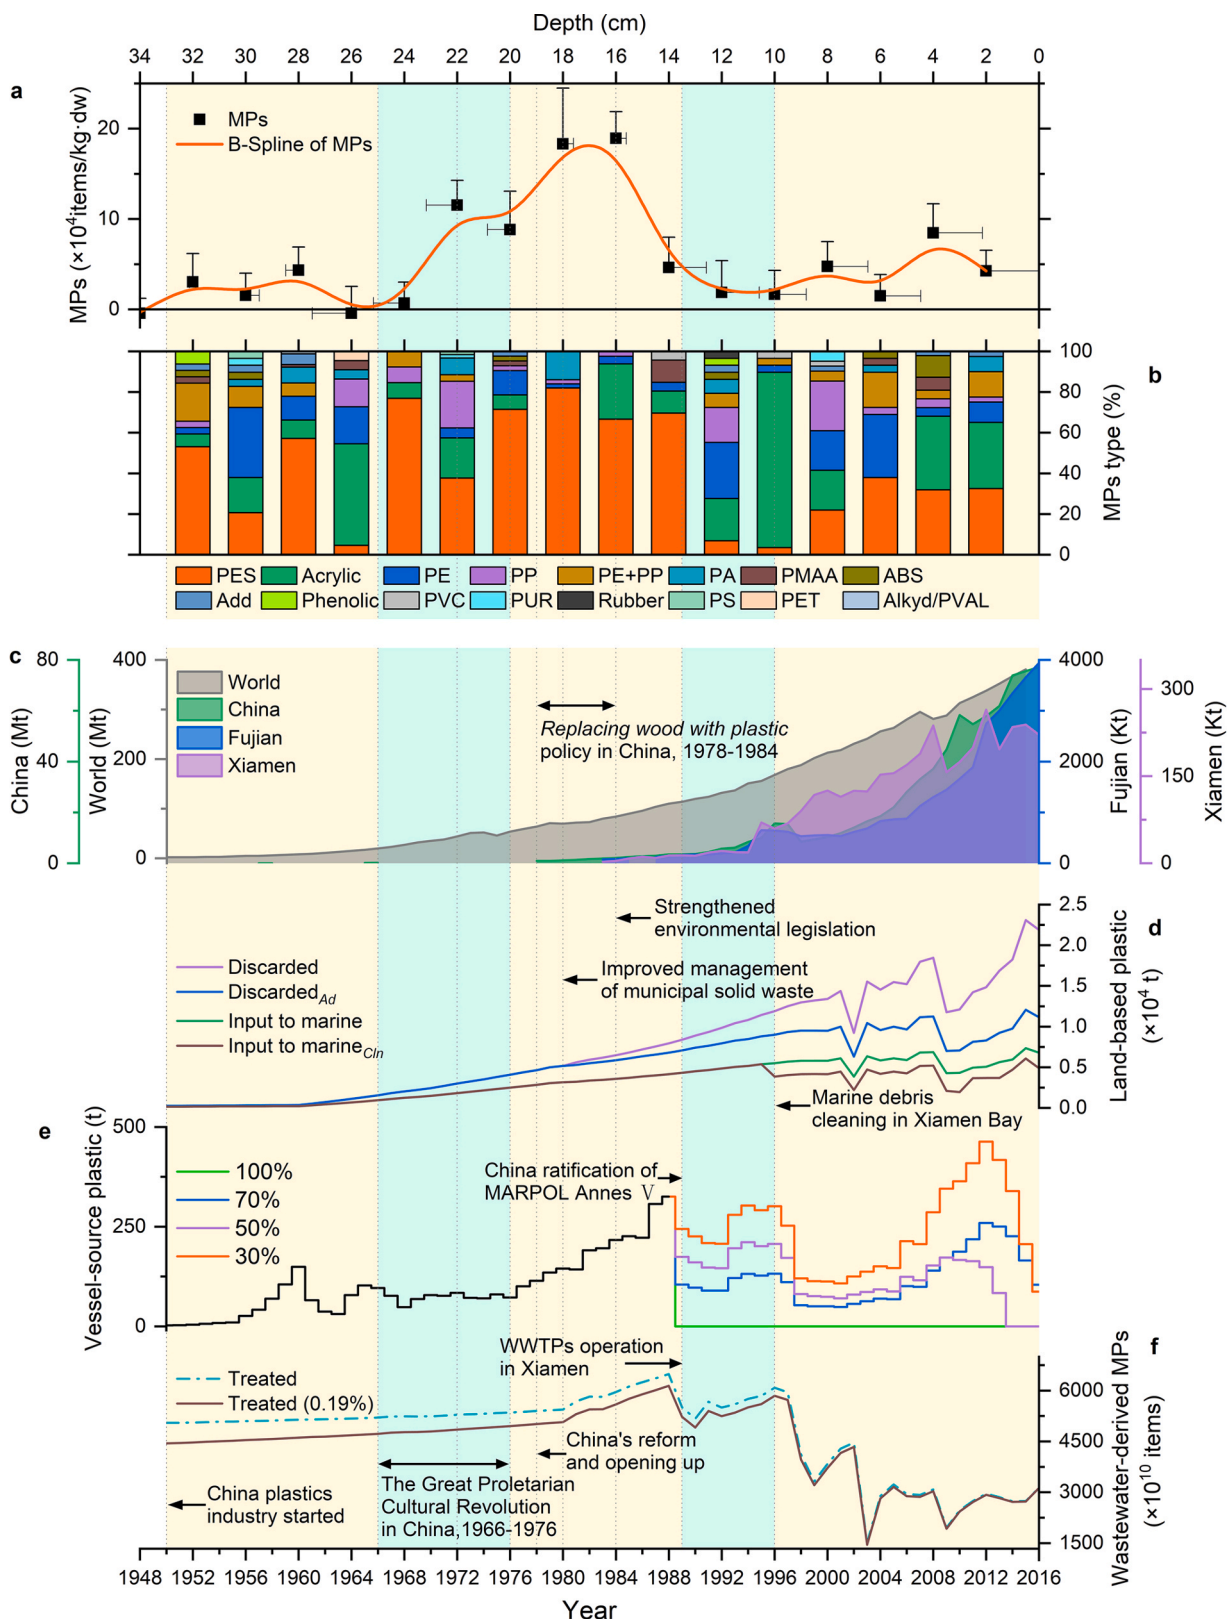 Depth (cm)
34 32 30 28 26 24 22 20 18 16 14 12 10 8 6 4 2 0
a
MPs (×10⁴items/kg·dw)
20
10
0
MPs
B-Spline of MPs
b
MPs type (%)
100
80
60
40
20
0
PES Acrylic PE PP PE+PP PA PMAA ABS
Add Phenolic PVC PUR Rubber PS PET Alkyd/PVAL
c
China (Mt)
80
40
0
World (Mt)
400
200
0
World
China
Fujian
Xiamen
Replacing wood with plastic
policy in China, 1978-1984
4000
2000
0
Fujian (Kt)
300
150
0
Xiamen (Kt)
d
Land-based plastic
(×10⁴ t)
2.5
2.0
1.5
1.0
0.5
0.0
Strengthened
environmental legislation
Improved management
of municipal solid waste
Discarded
Discarded Ad
Input to marine
Input to marine Cln
Marine debris
cleaning in Xiamen Bay
e
Vessel-source plastic (t)
500
250
0
100%
70%
50%
30%
China ratification of
MARPOL Annes V
f
Wastewater-derived MPs
(×10¹⁰ items)
6000
4500
3000
1500
WWTPs operation
in Xiamen
Treated
Treated (0.19%)
China's reform
and opening up
The Great Proletarian
Cultural Revolution
in China,1966-1976
China plastics
industry started
1948 1952 1956 1960 1964 1968 1972 1976 1980 1984 1988 1992 1996 2000 2004 2008 2012 2016
Year